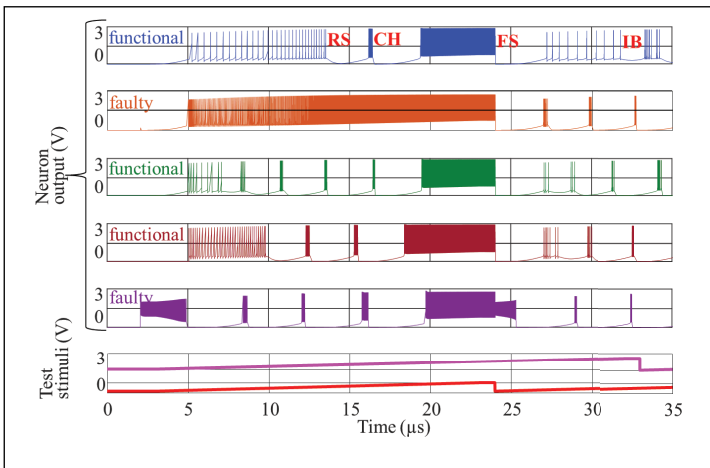 3
0
functional
RS
CH
FS
IB
3
0
faulty
3
0
functional
3
0
functional
3
0
faulty
Neuron
output (V)
3
0
Test
stimuli (V)
0 5 10 15 20 25 30 35
Time (µs)